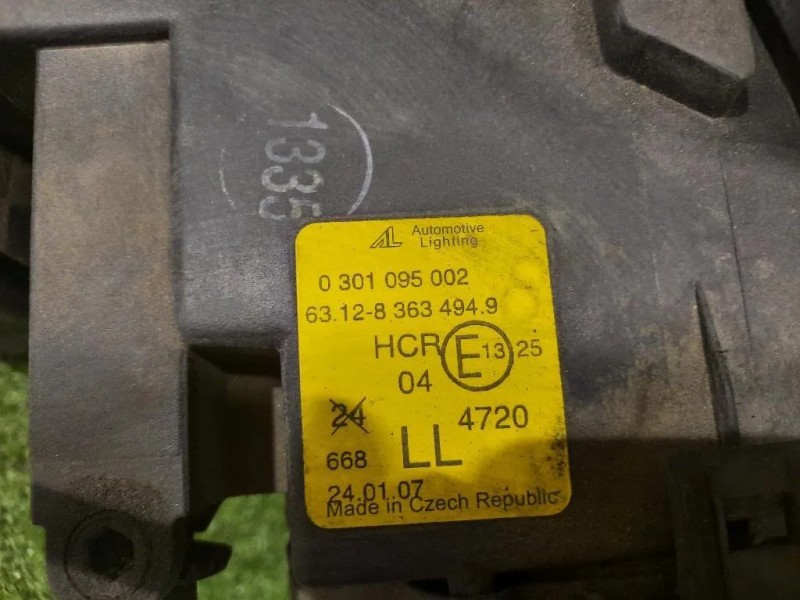 1335
AL Automotive
Lighting
0 301 095 002
63.12-8 363 494.9
HCR E 13 25
04
24 4720
668 LL
24.01.07
Made in Czech Republic